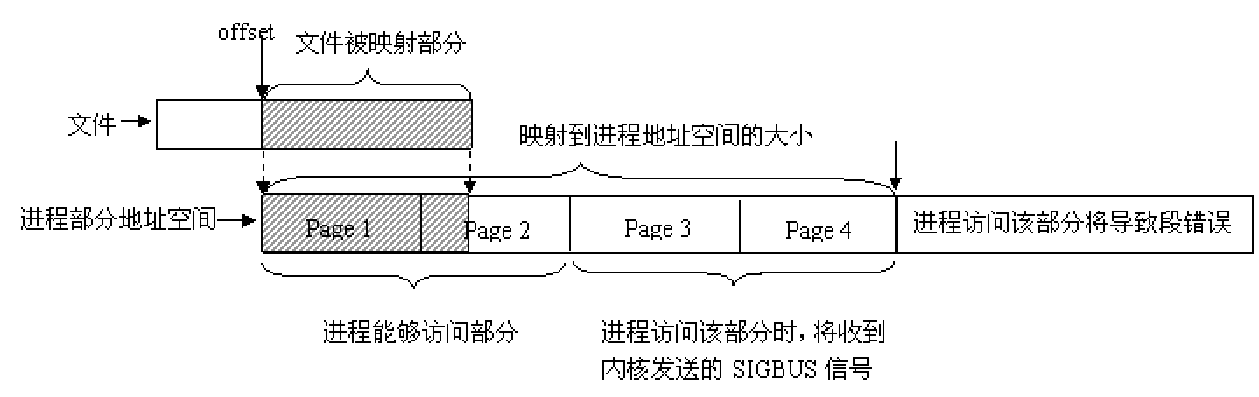 offset
文件被映射部分
文件
映射到进程地址空间的大小
进程部分地址空间
Page 1
Page 2
Page 3
Page 4
进程访问该部分将导致段错误
进程能够访问部分
进程访问该部分时，将收到
内核发送的 SIGBUS 信号